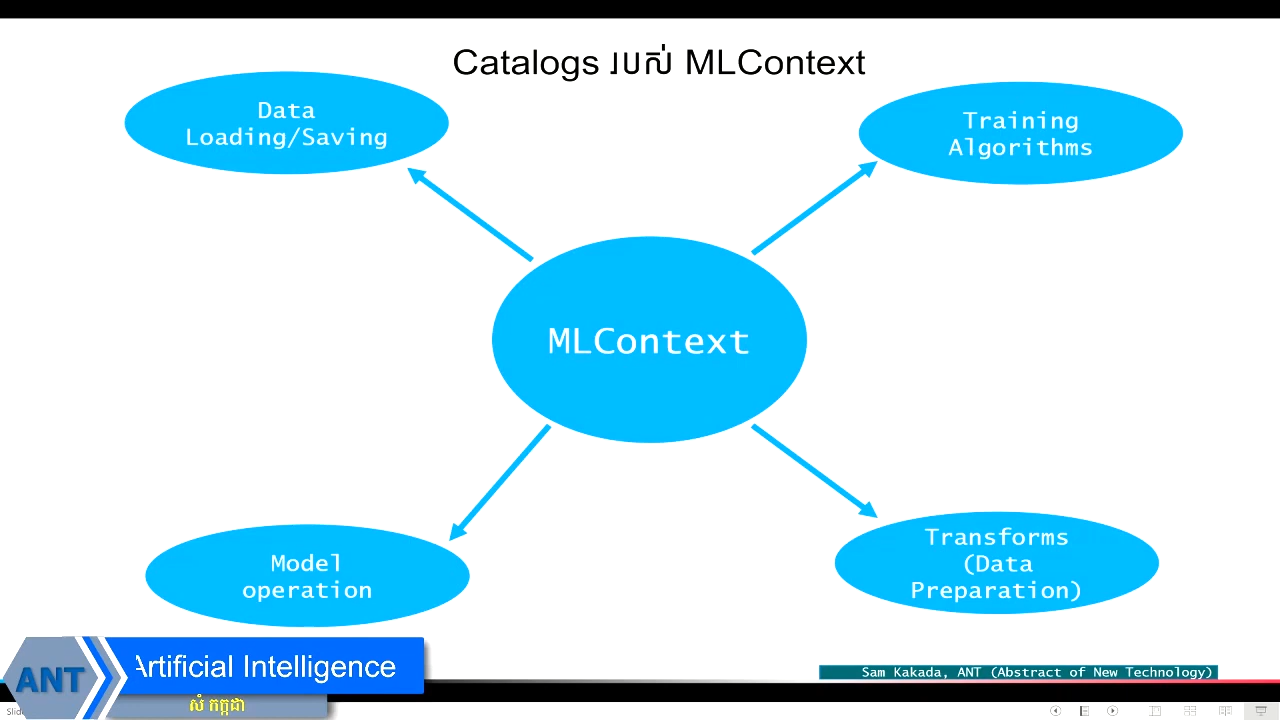 Catalogs របស់ MLContext
Data
Loading/Saving
Training
Algorithms
MLContext
Model
operation
Transforms
(Data
Preparation)
ANT
Artificial Intelligence
សំ កក្កដា
Sam Kakada, ANT (Abstract of New Technology)